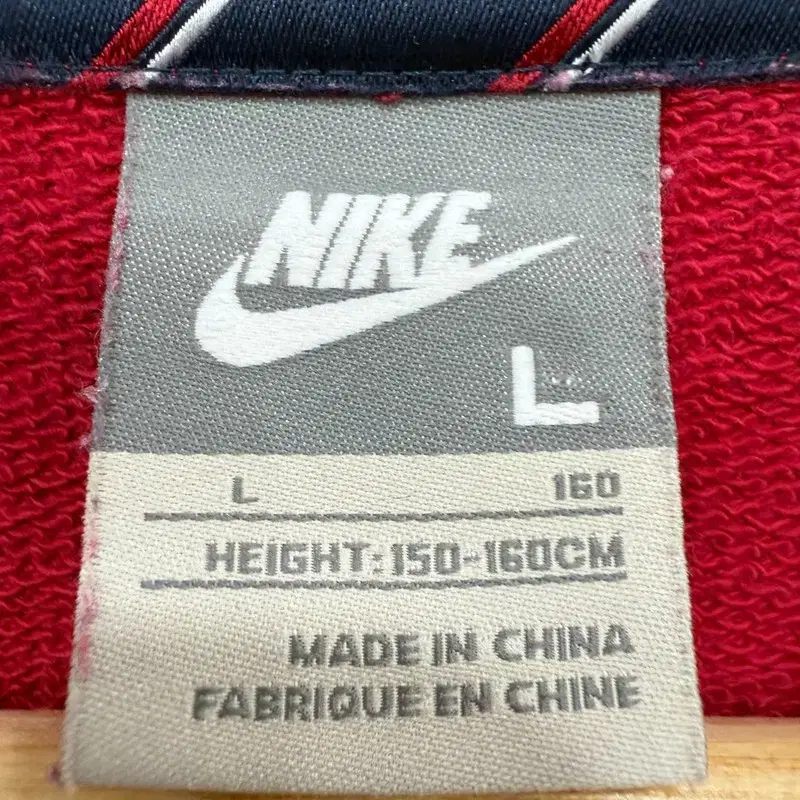 NIKE
L
L 160
HEIGHT: 150-160CM
MADE IN CHINA
FABRIQUE EN CHINE